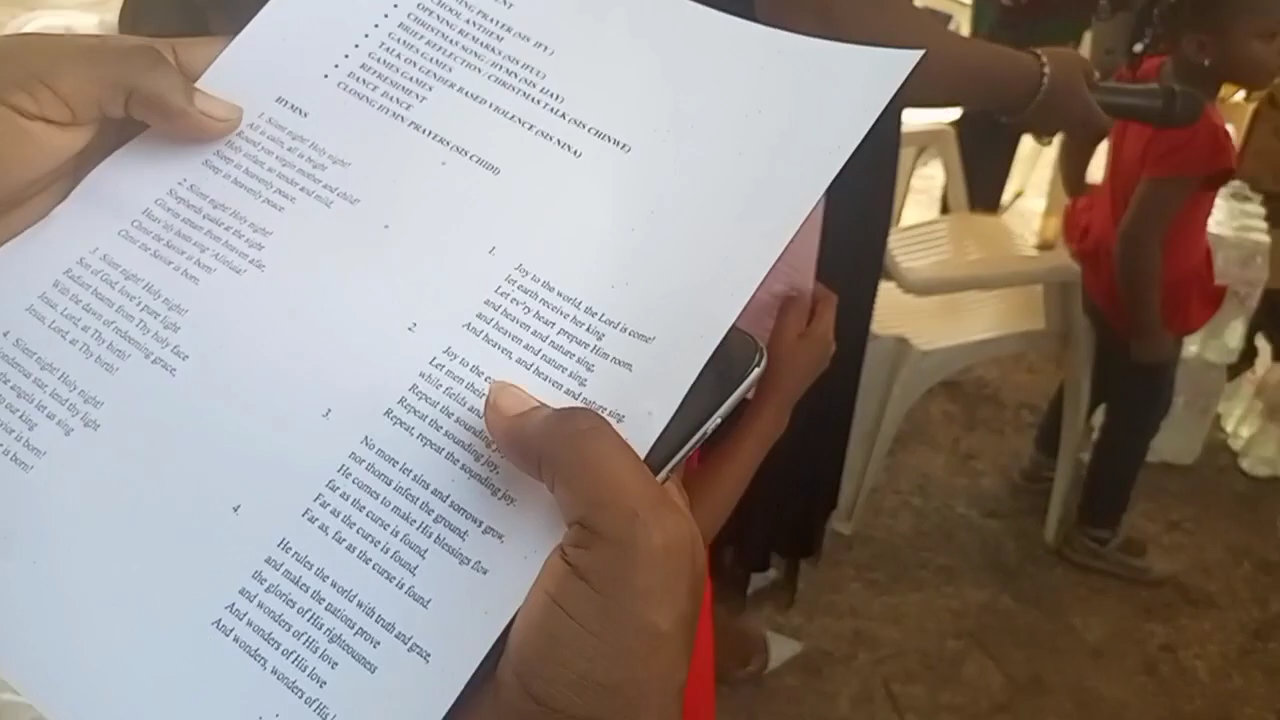 ING PRAYER (SIS IFY)
CHOOL ANTHEM
OPENING REMARKS (SIS IFUE)
CHRISTMAS SONG / HYMN (SIS IJAY)
BRIEF REFLECTION / CHRISTMAS TALK (SIS CHINWE)
GAMES GAMES
TALK ON GENDER BASED VIOLENCE (SIS NINA)
GAMES GAMES
REFRESHMENT
DANCE DANCE
CLOSING HYMN/ PRAYERS (SIS CHIDI)
HYMNS
1. Silent night! Holy night!
All is calm, all is bright
Round yon virgin mother and child!
Holy infant, so tender and mild,
Sleep in heavenly peace,
Sleep in heavenly peace.
2. Silent night! Holy night!
Shepherds quake at the sight
Glories stream from heaven afar,
Heav'nly hosts sing 'Alleluia!
Christ the Savior is born!
Christ the Savior is born.
3. Silent night! Holy night!
Son of God, love's pure light
Radiant beams from Thy holy face
With the dawn of redeeming grace,
Jesus, Lord, at Thy birth!
Jesus, Lord, at Thy birth!
4. Silent night! Holy night!
onderous star, lend thy light
the angels let us sing
to our king
vior is born!
r is born!
1.
Joy to the world, the Lord is come!
let earth receive her king
Let ev'ry heart prepare Him room,
and heaven and nature sing,
and heaven and nature sing,
And heaven, and heaven and nature sing.
2.
Joy to the
Let men their
while fields and
Repeat the sounding joy,
Repeat the sounding joy,
Repeat, repeat the sounding joy.
3.
No more let sins and sorrows grow,
nor thorns infest the ground;
He comes to make His blessings flow
far as the curse is found,
Far as the curse is found,
Far as, far as the curse is found.
4.
He rules the world with truth and grace,
and makes the nations prove
the glories of His righteousness
and wonders of His love
And wonders of His love
And wonders, wonders of His l